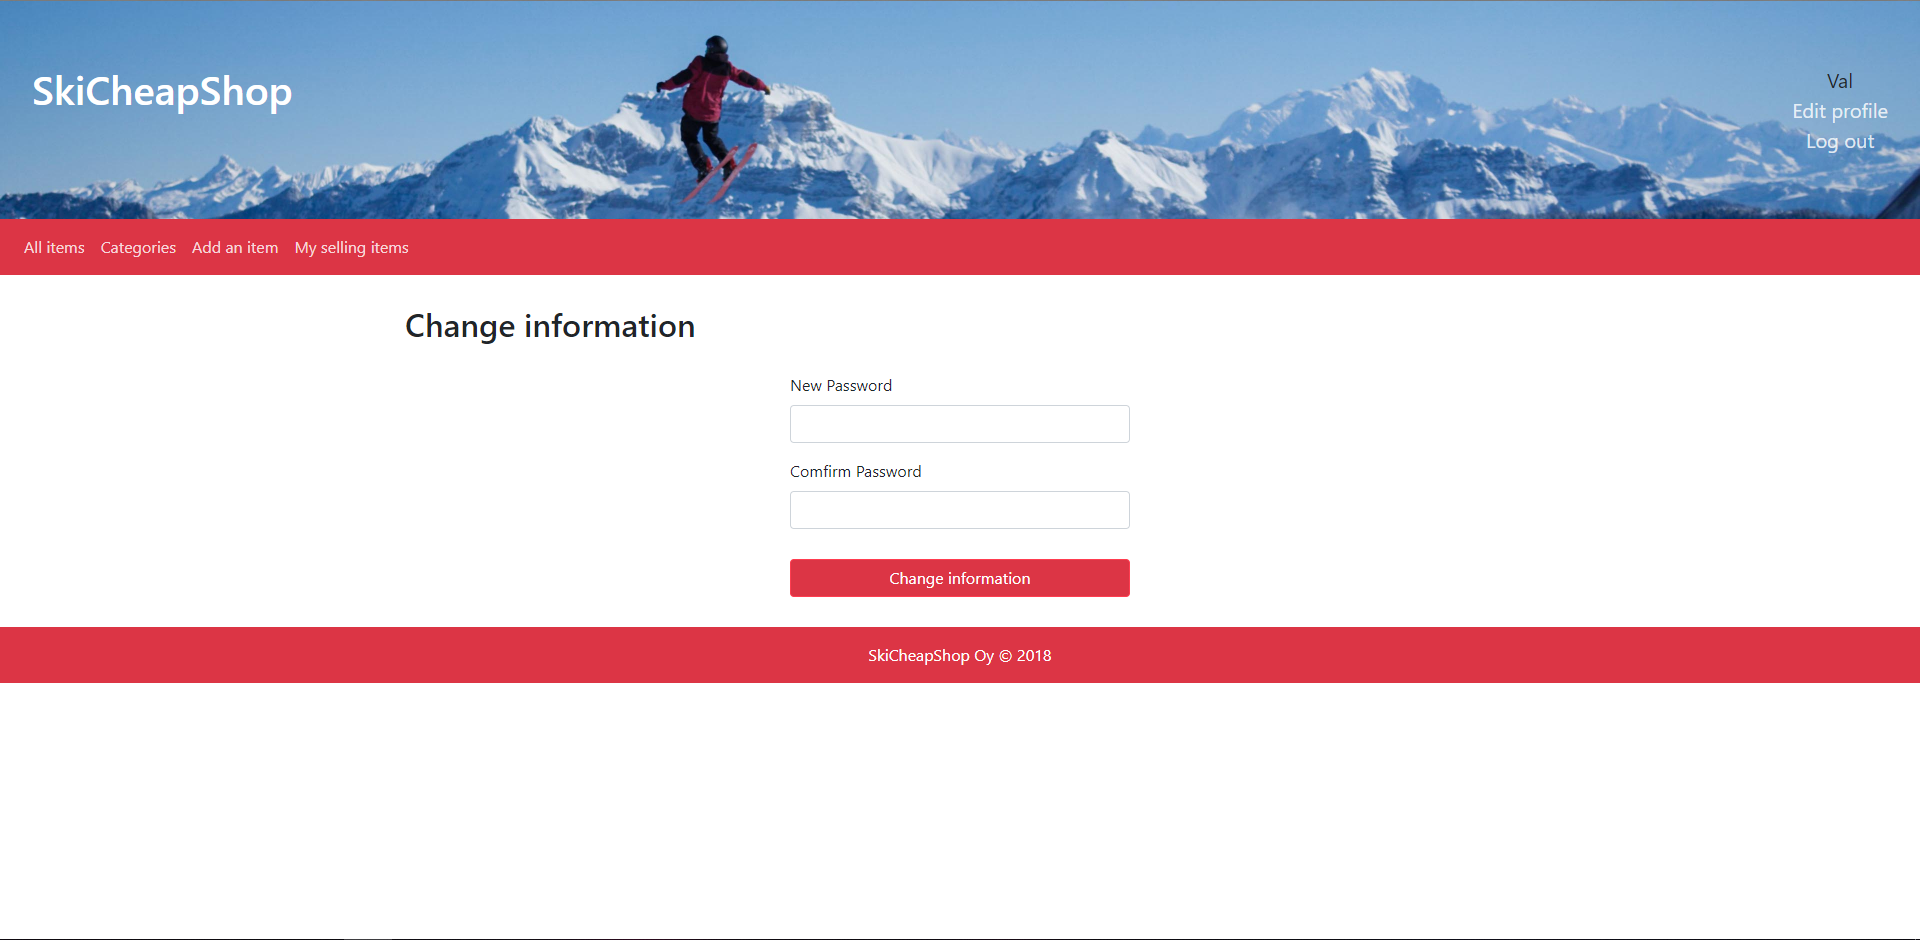 SkiCheapShop
Val
Edit profile
Log out
All items Categories Add an item My selling items
Change information
New Password
Comfirm Password
Change information
SkiCheapShop Oy © 2018